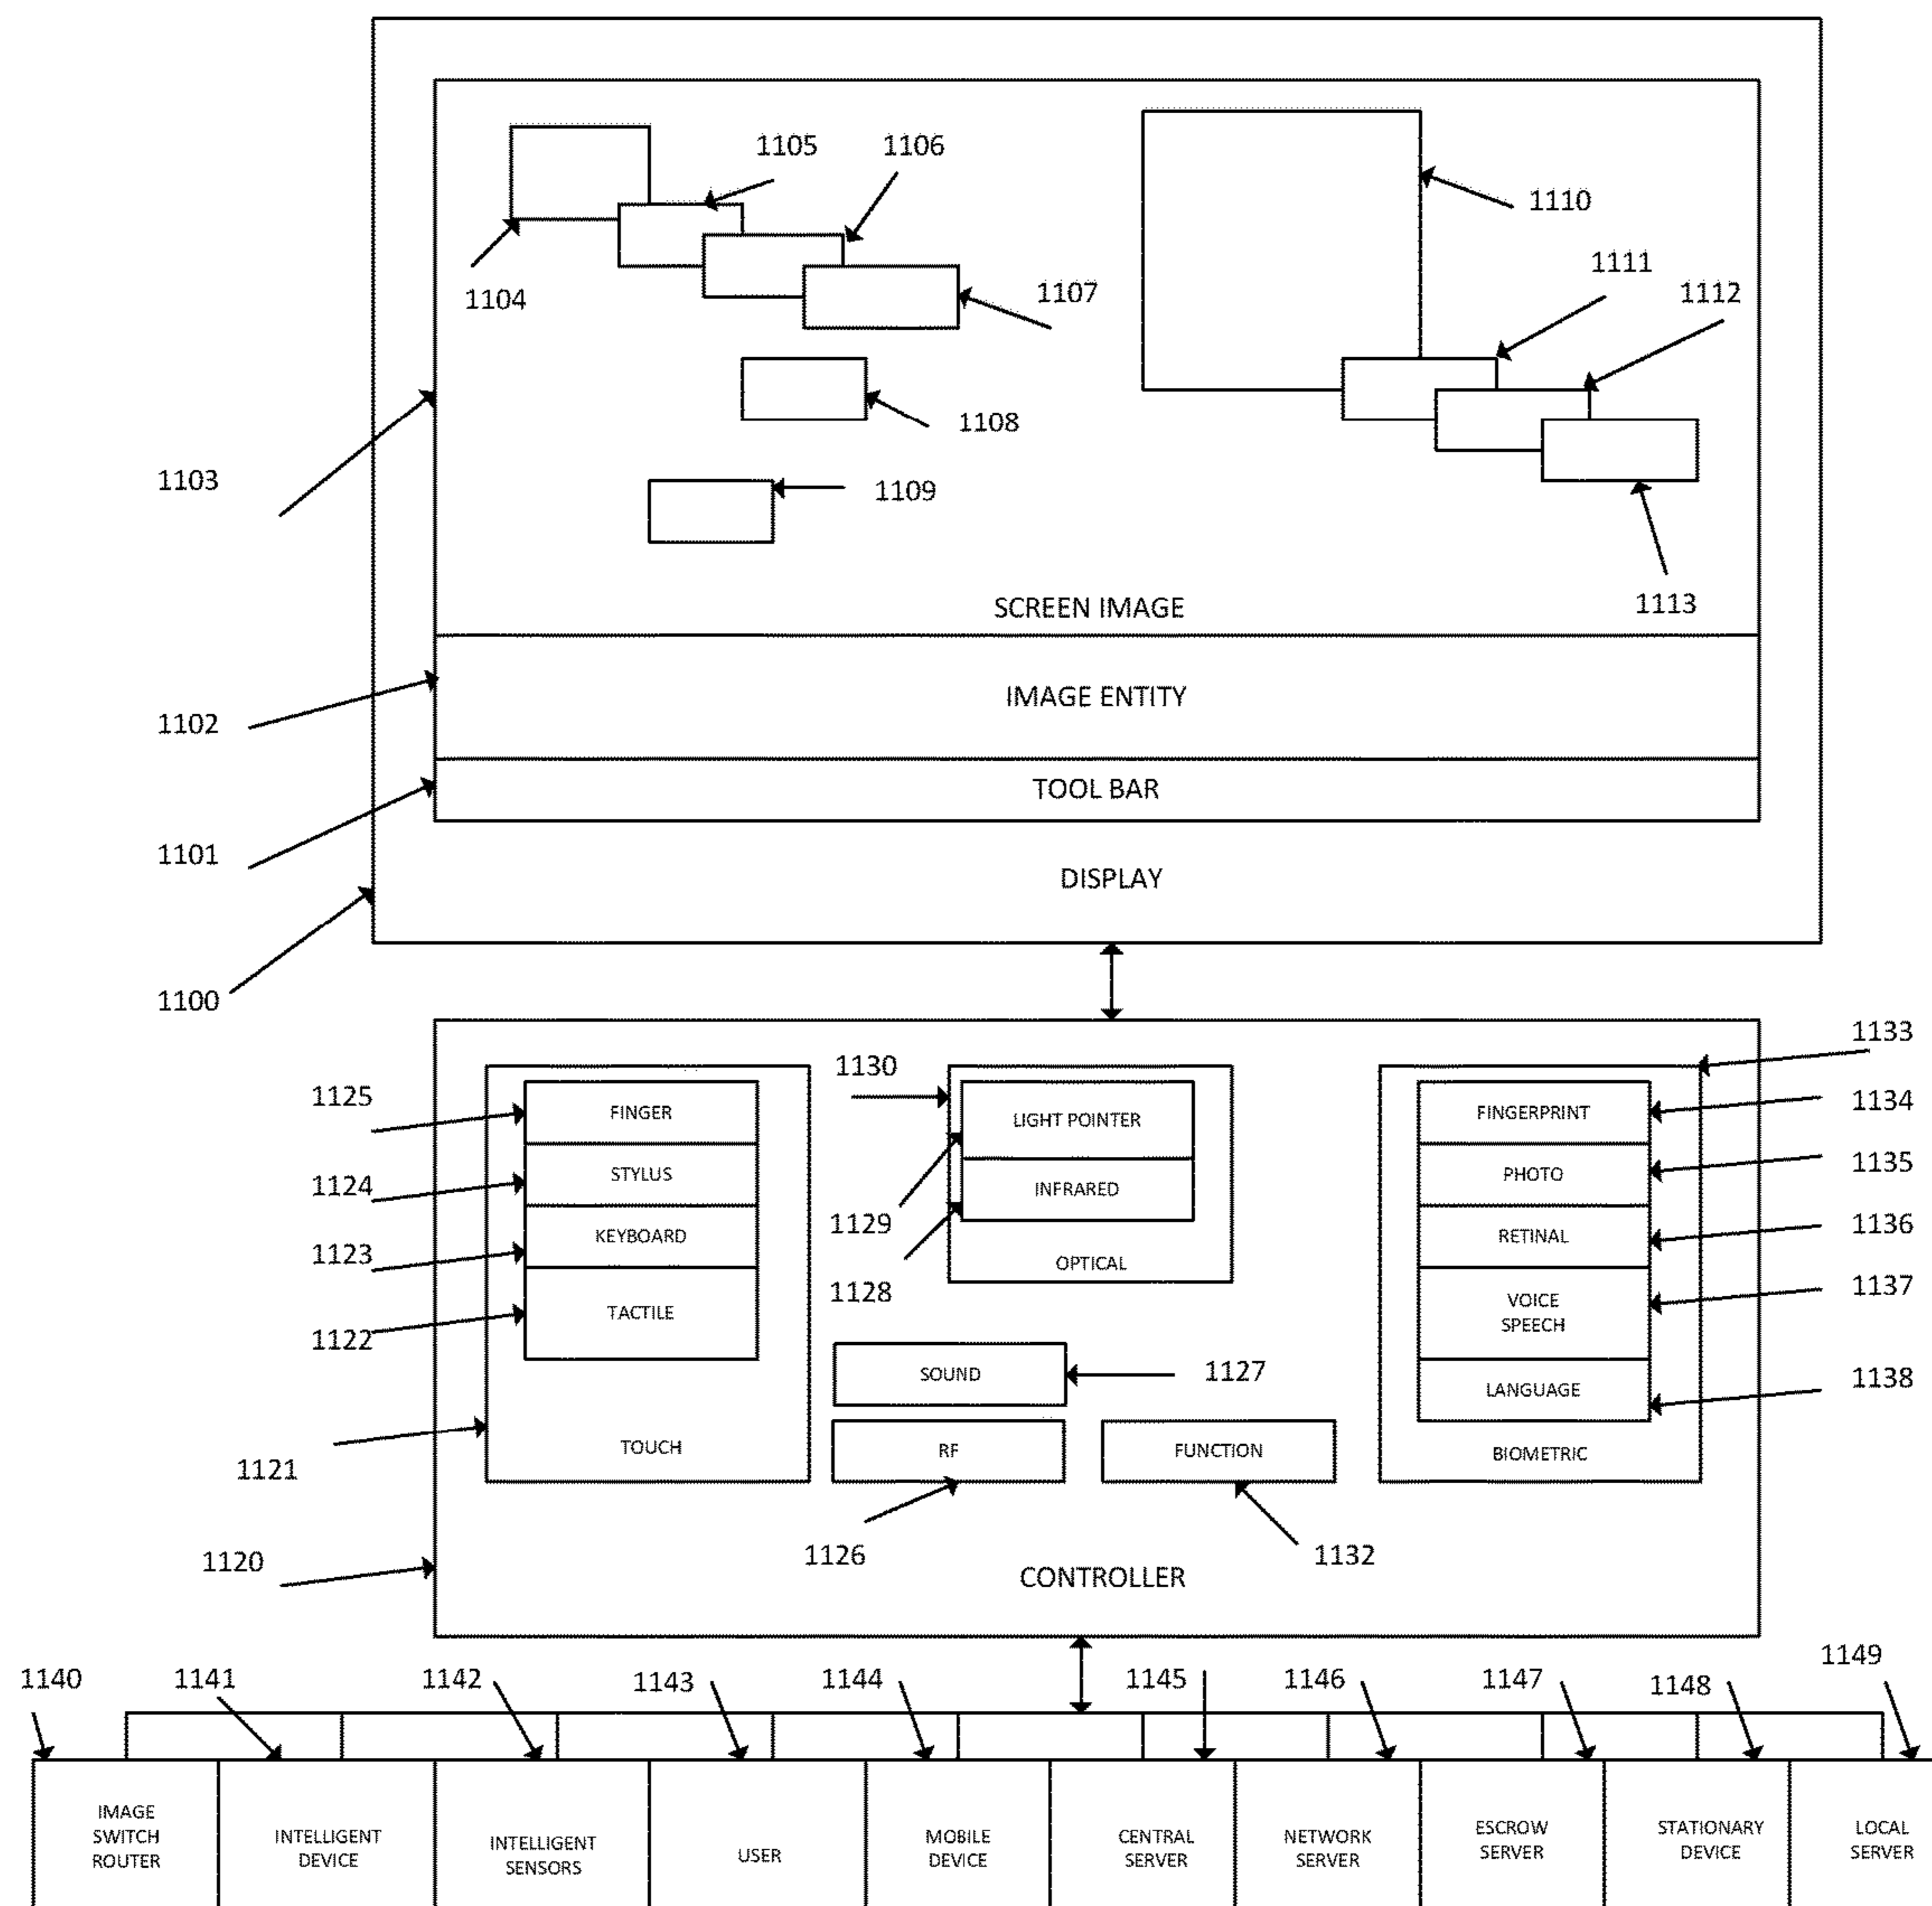 1105
1106
1110
1104
1107
1111
1112
1108
1103
1109
SCREEN IMAGE
1113
1102
IMAGE ENTITY
1101
TOOL BAR
DISPLAY
1100
1133
1130
1125
FINGER
LIGHT POINTER
FINGERPRINT
1134
1124
STYLUS
INFRARED
PHOTO
1135
1129
1123
KEYBOARD
RETINAL
1136
OPTICAL
1128
1122
TACTILE
VOICE
SPEECH
1137
SOUND
1127
LANGUAGE
1138
TOUCH
RF
FUNCTION
BIOMETRIC
1121
1126
1132
1120
CONTROLLER
1140
1141
1142
1143
1144
1145
1146
1147
1148
1149
IMAGE
SWITCH
ROUTER
INTELLIGENT
DEVICE
INTELLIGENT
SENSORS
USER
MOBILE
DEVICE
CENTRAL
SERVER
NETWORK
SERVER
ESCROW
SERVER
STATIONARY
DEVICE
LOCAL
SERVER